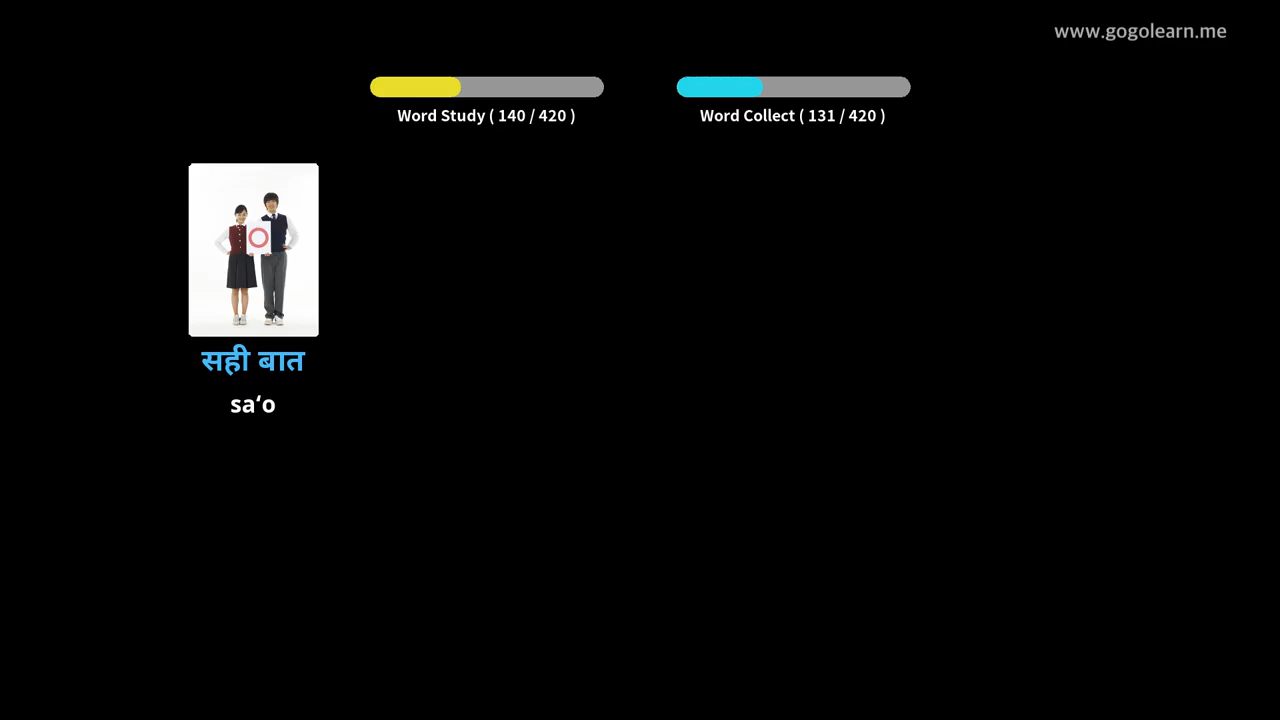 www.gogolearn.me
Word Study ( 140 / 420 )
Word Collect ( 131 / 420 )
सही बात
sa‘o